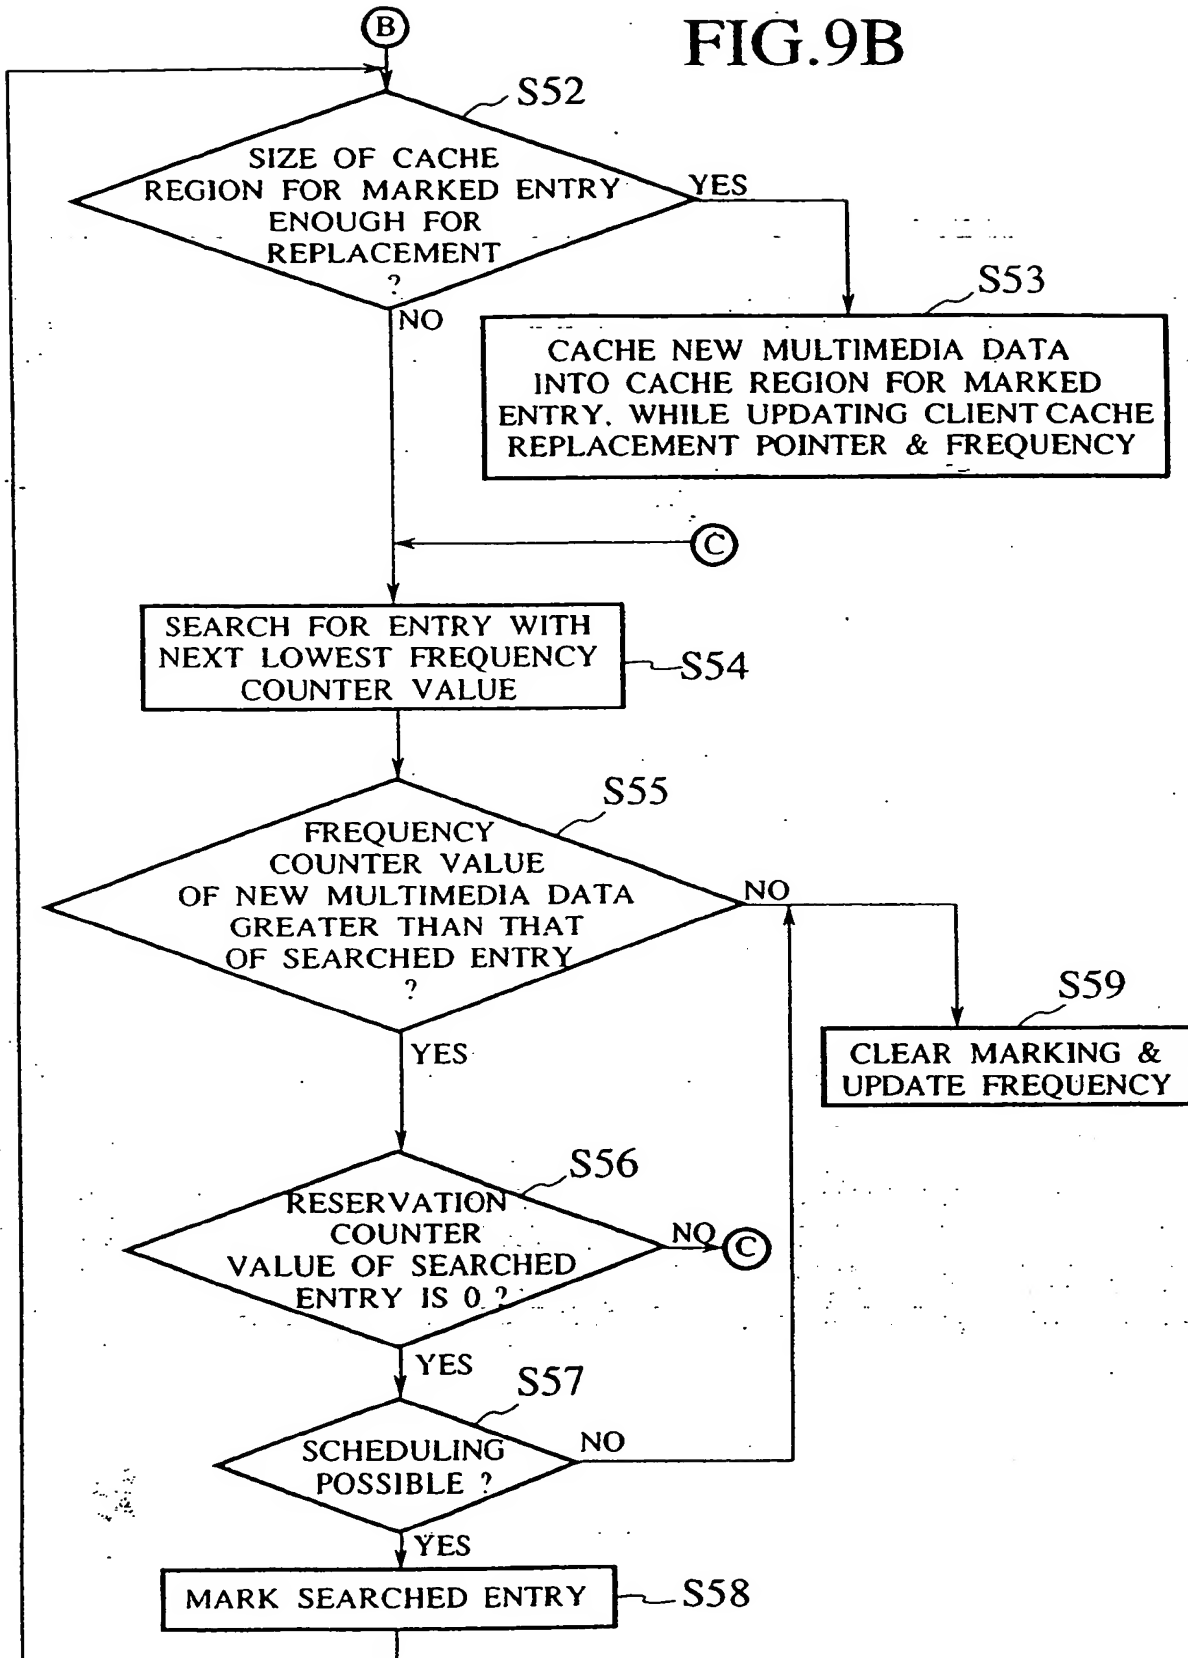 B
FIG.9B
S52
SIZE OF CACHE
REGION FOR MARKED ENTRY
ENOUGH FOR
REPLACEMENT
?
YES
NO
S53
CACHE NEW MULTIMEDIA DATA
INTO CACHE REGION FOR MARKED
ENTRY, WHILE UPDATING CLIENT CACHE
REPLACEMENT POINTER & FREQUENCY
C
SEARCH FOR ENTRY WITH
NEXT LOWEST FREQUENCY
COUNTER VALUE
S54
S55
FREQUENCY
COUNTER VALUE
OF NEW MULTIMEDIA DATA
GREATER THAN THAT
OF SEARCHED ENTRY
?
NO
YES
S59
CLEAR MARKING &
UPDATE FREQUENCY
S56
RESERVATION
COUNTER
VALUE OF SEARCHED
ENTRY IS 0 ?
NO
C
YES
S57
SCHEDULING
POSSIBLE ?
NO
YES
MARK SEARCHED ENTRY
S58